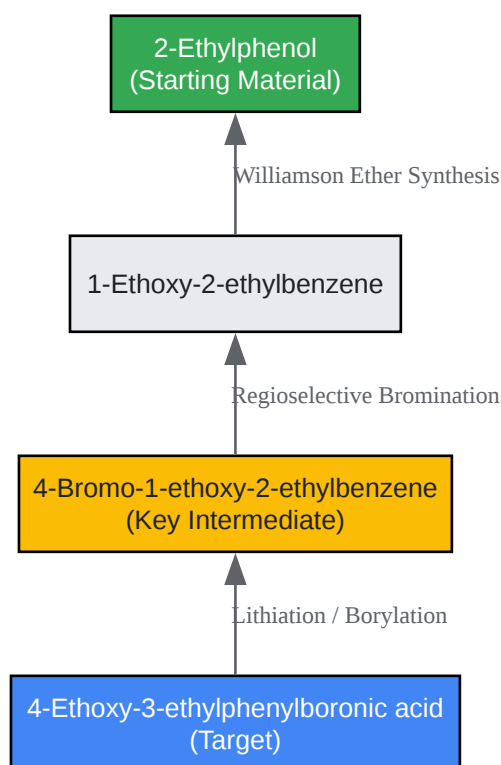 2-Ethylphenol
(Starting Material)
Williamson Ether Synthesis
1-Ethoxy-2-ethylbenzene
Regioselective Bromination
4-Bromo-1-ethoxy-2-ethylbenzene
(Key Intermediate)
Lithiation / Borylation
4-Ethoxy-3-ethylphenylboronic acid
(Target)